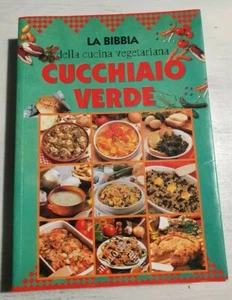 LA BIBBIA
della cucina vegetariana
CUCCHIAIO
VERDE